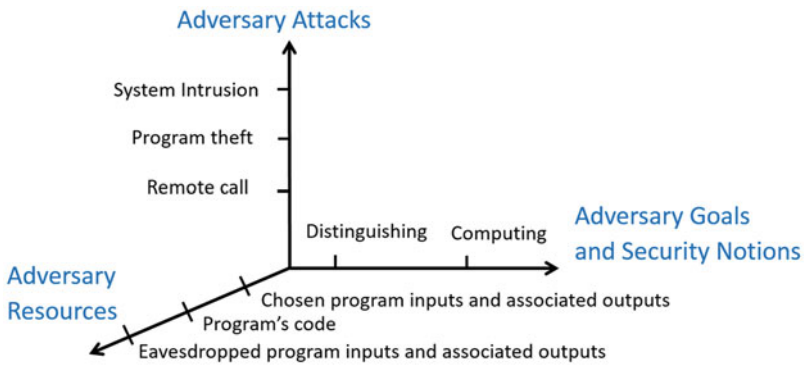 Adversary Attacks
System Intrusion
Program theft
Remote call
Distinguishing
Computing
Adversary Goals
and Security Notions
Adversary
Resources
Chosen program inputs and associated outputs
Program's code
Eavesdropped program inputs and associated outputs